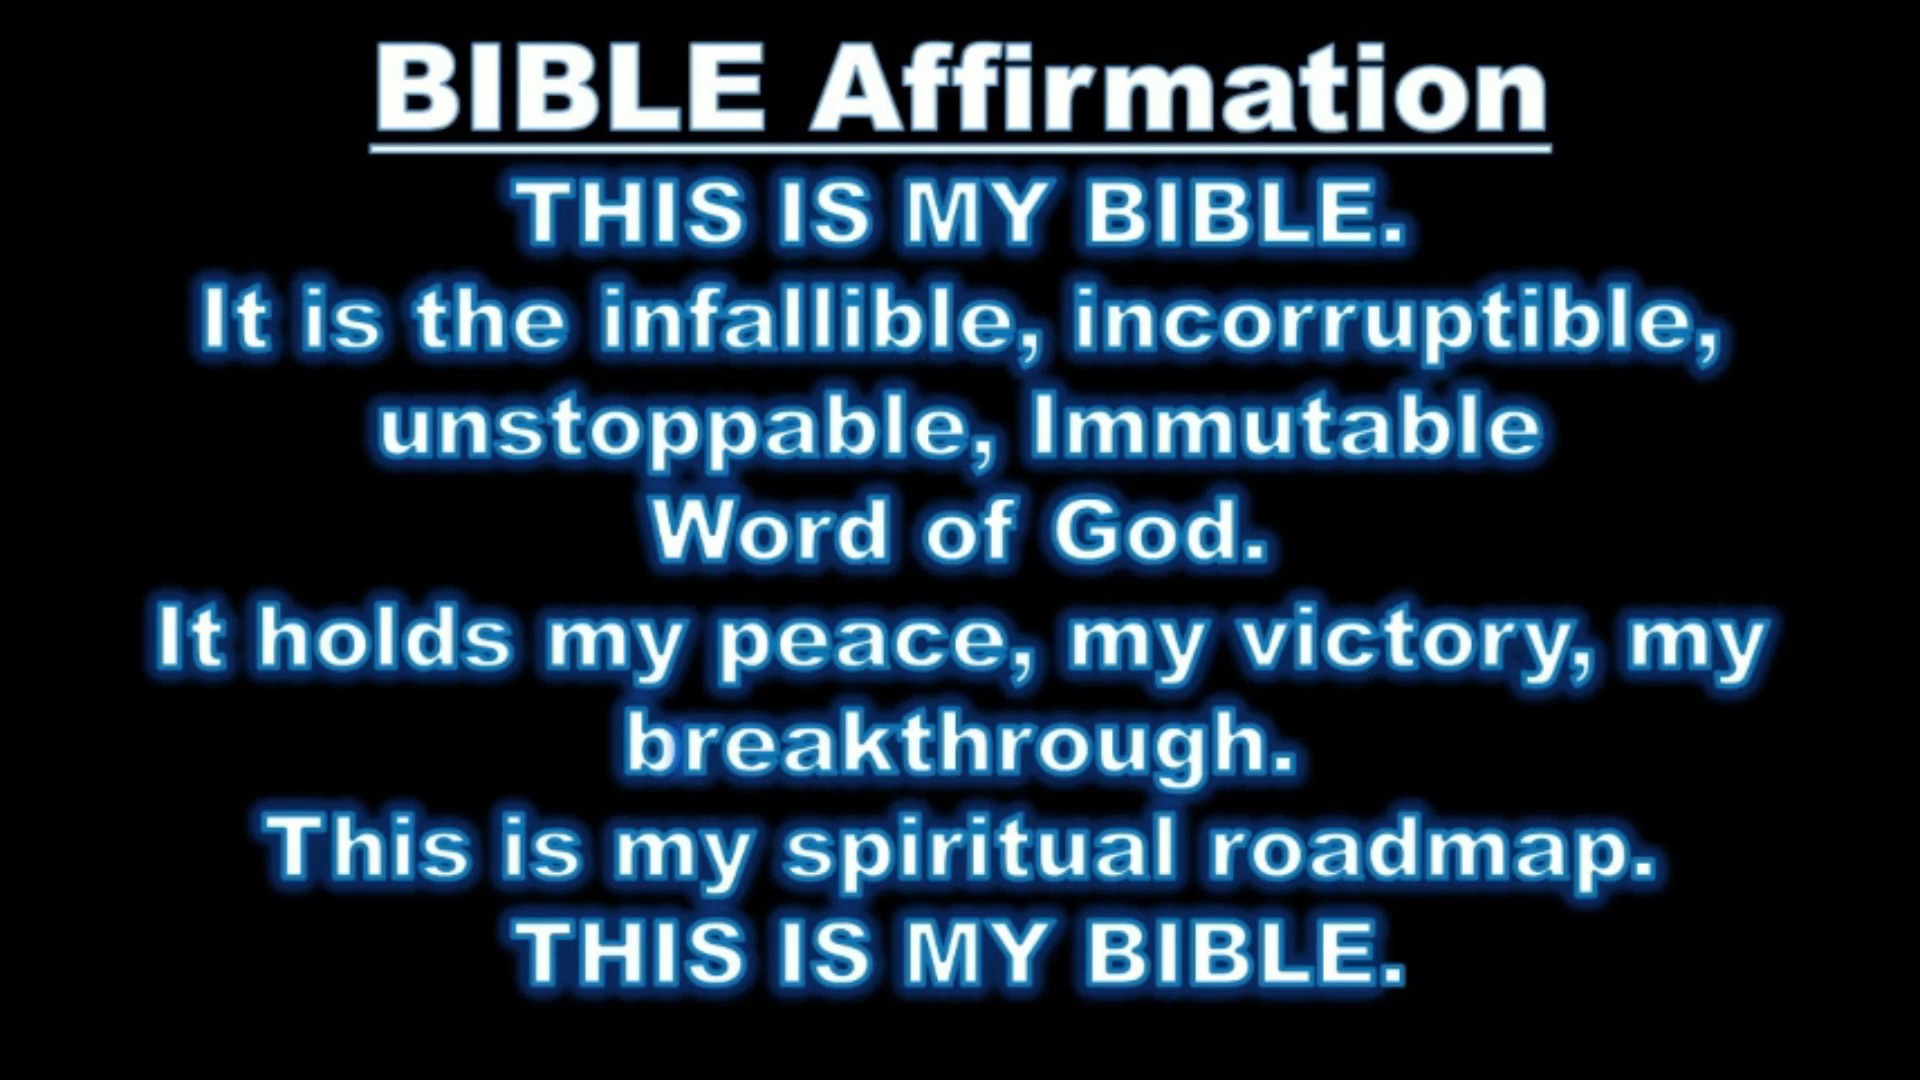 BIBLE Affirmation
THIS IS MY BIBLE.
It is the infallible, incorruptible,
unstoppable, Immutable
Word of God.
It holds my peace, my victory, my
breakthrough.
This is my spiritual roadmap.
THIS IS MY BIBLE.